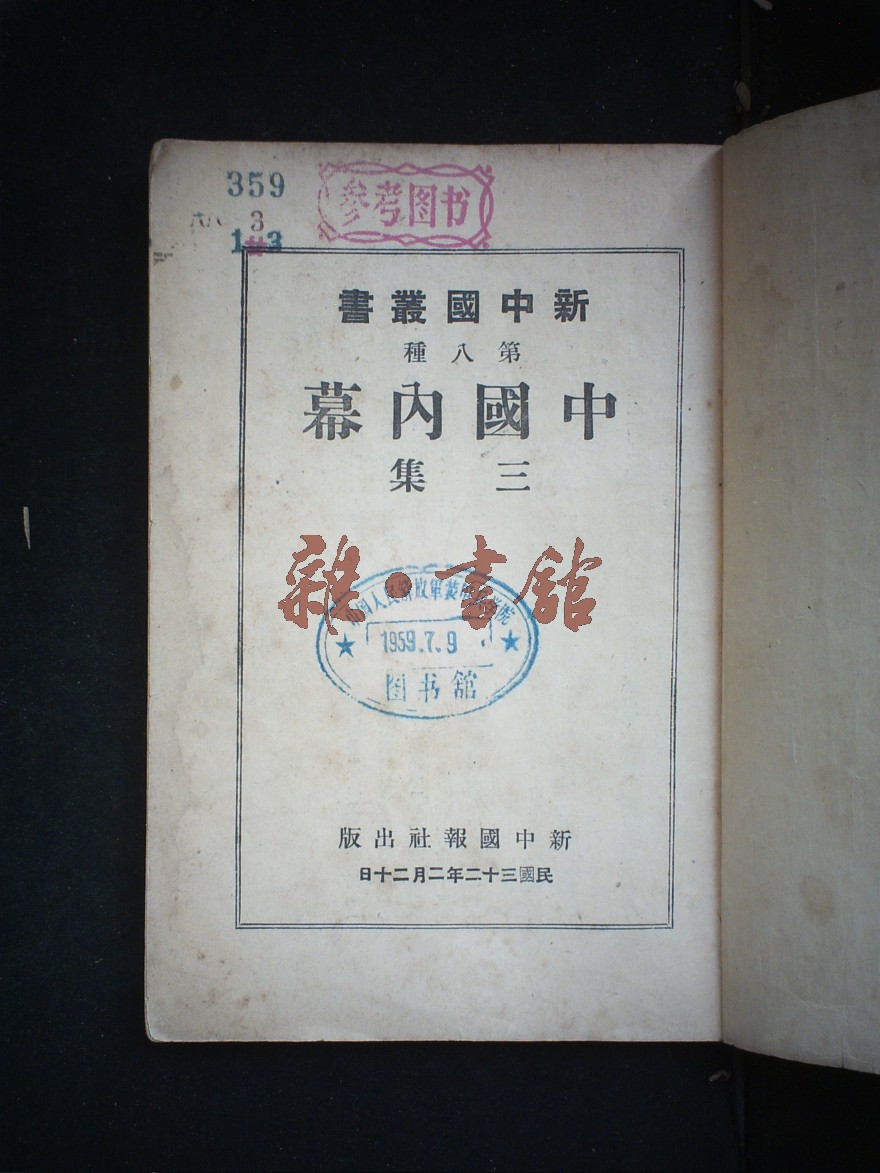 359
参考图书
3
新中國叢書
第八種
中國内幕
三集
雜·書館
1959.7.9
图书舘
新中國報社出版
民國三十二年二月二十日